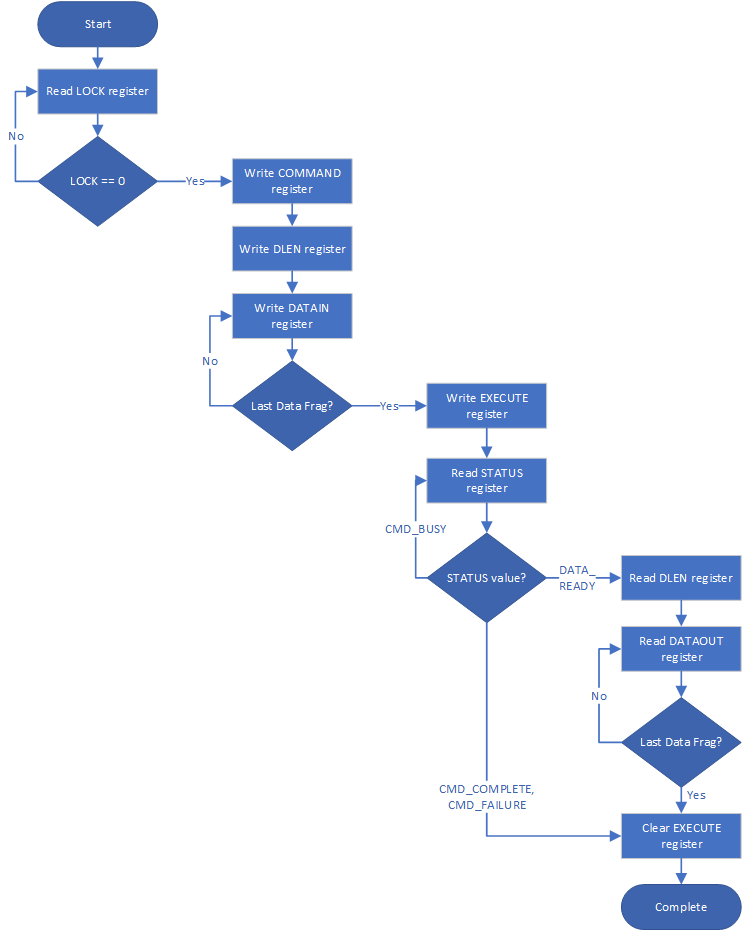 Start
Read LOCK register
No
LOCK == 0
Yes
Write COMMAND
register
Write DLEN register
Write DATAIN
register
No
Last Data Frag?
Yes
Write EXECUTE
register
Read STATUS
register
CMD_BUSY
STATUS value?
DATA_
READY
Read DLEN register
Read DATAOUT
register
No
Last Data Frag?
CMD_COMPLETE,
CMD_FAILURE
Yes
Clear EXECUTE
register
Complete